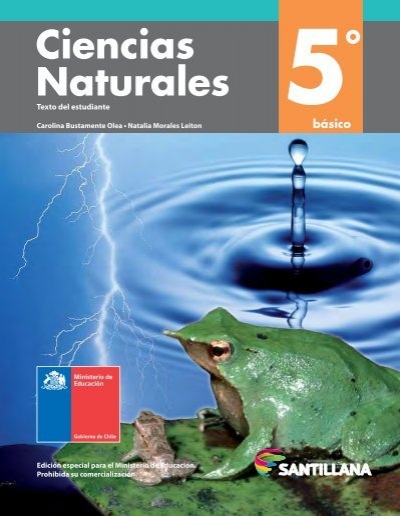 Ciencias
Naturales
Texto del estudiante
Carolina Bustamente Olea • Natalia Morales Leiton
5°
básico
Ministerio de
Educación
Gobierno de Chile
Edición especial para el Ministerio de Educación
Prohibida su comercialización
SANTILLANA